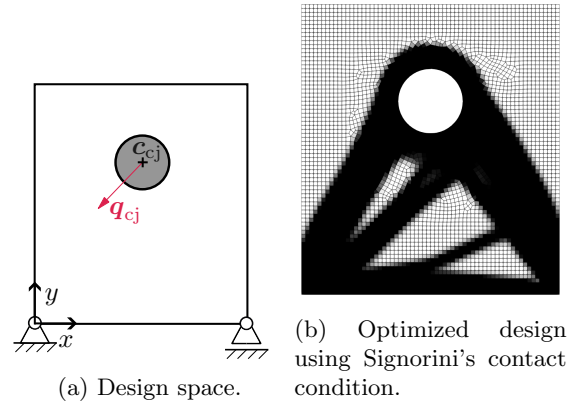 c_cj
q_cj
y
x
(a) Design space.
(b) Optimized design
using Signorini's contact
condition.